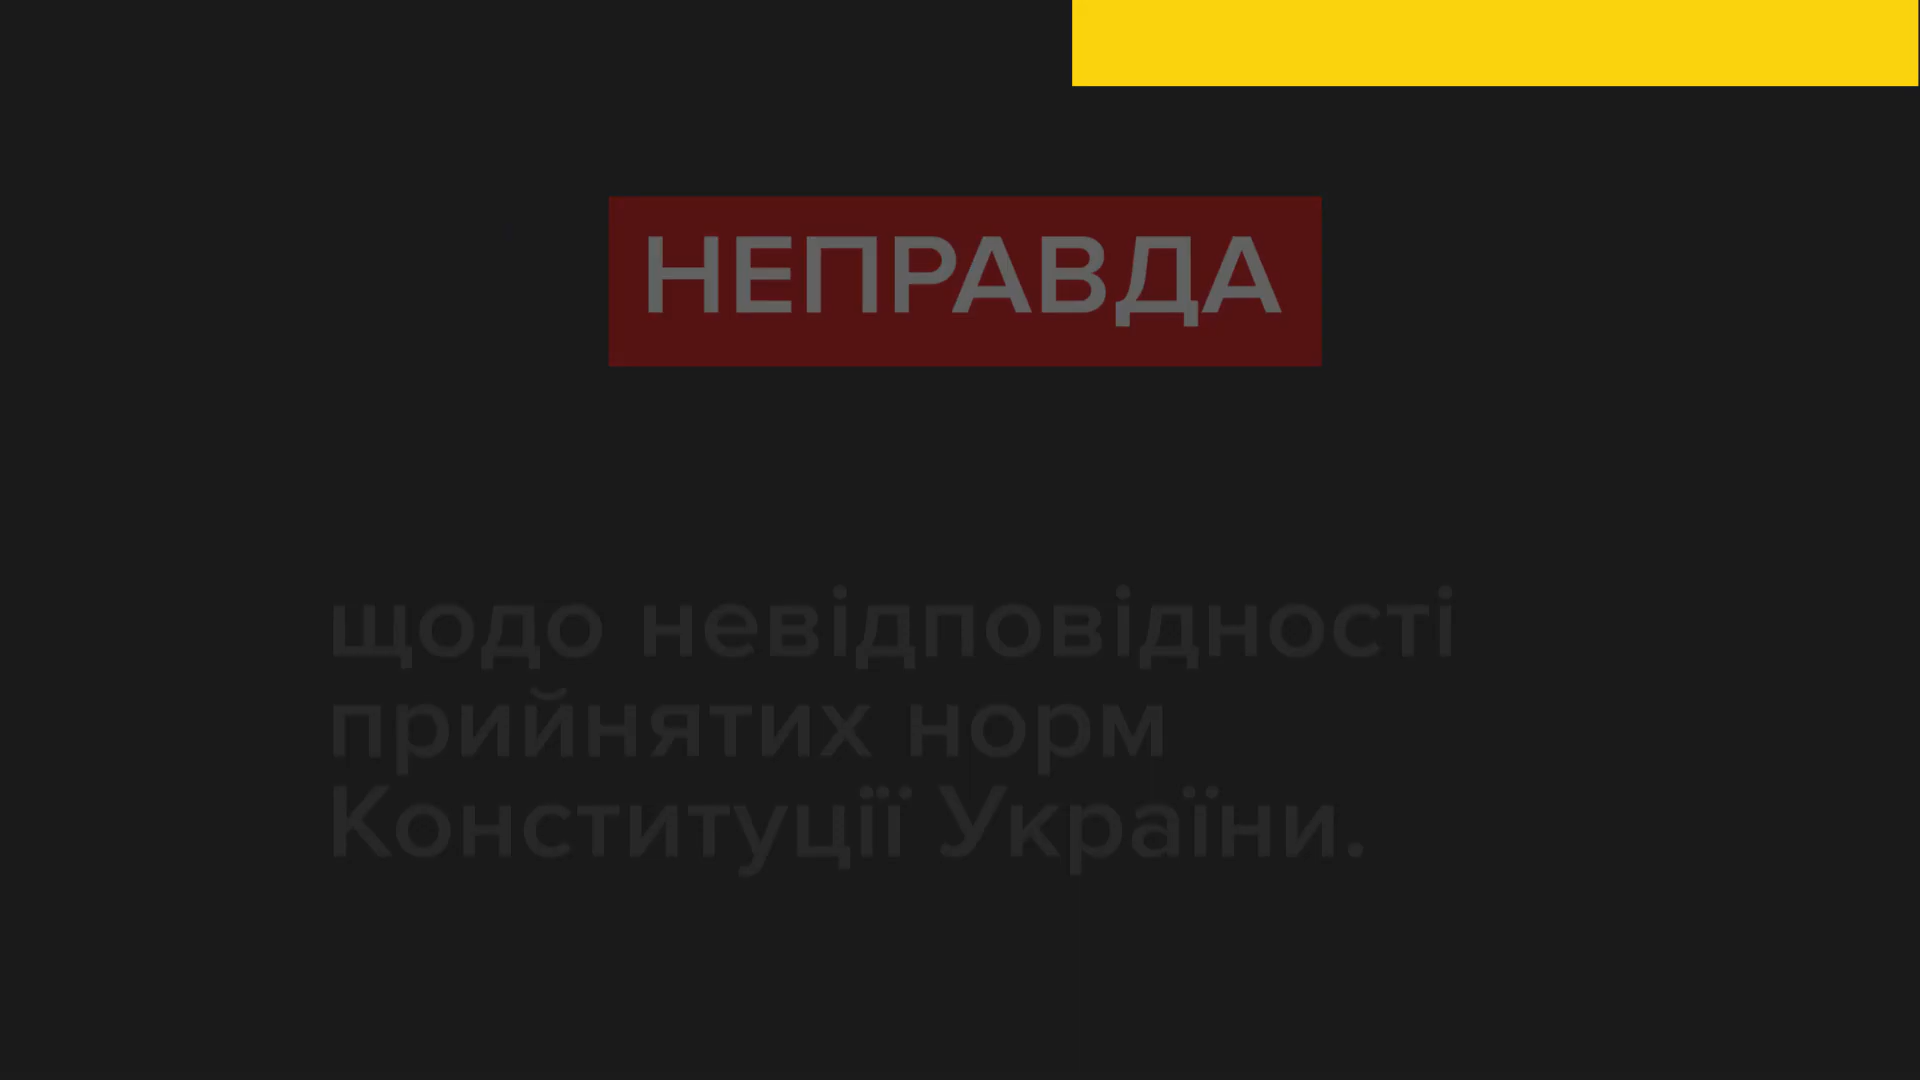 НЕПРАВДА
щодо невідповідності
прийнятих норм
Конституції України.